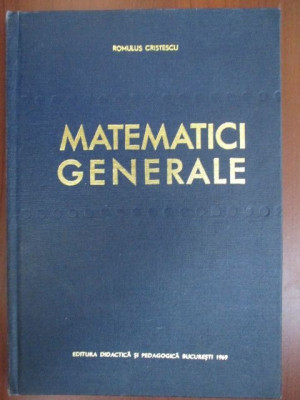 ROMULUS CRISTESCU
MATEMATICI
GENERALE
EDITURA DIDACTICĂ ȘI PEDAGOGICĂ BUCUREȘTI 1969